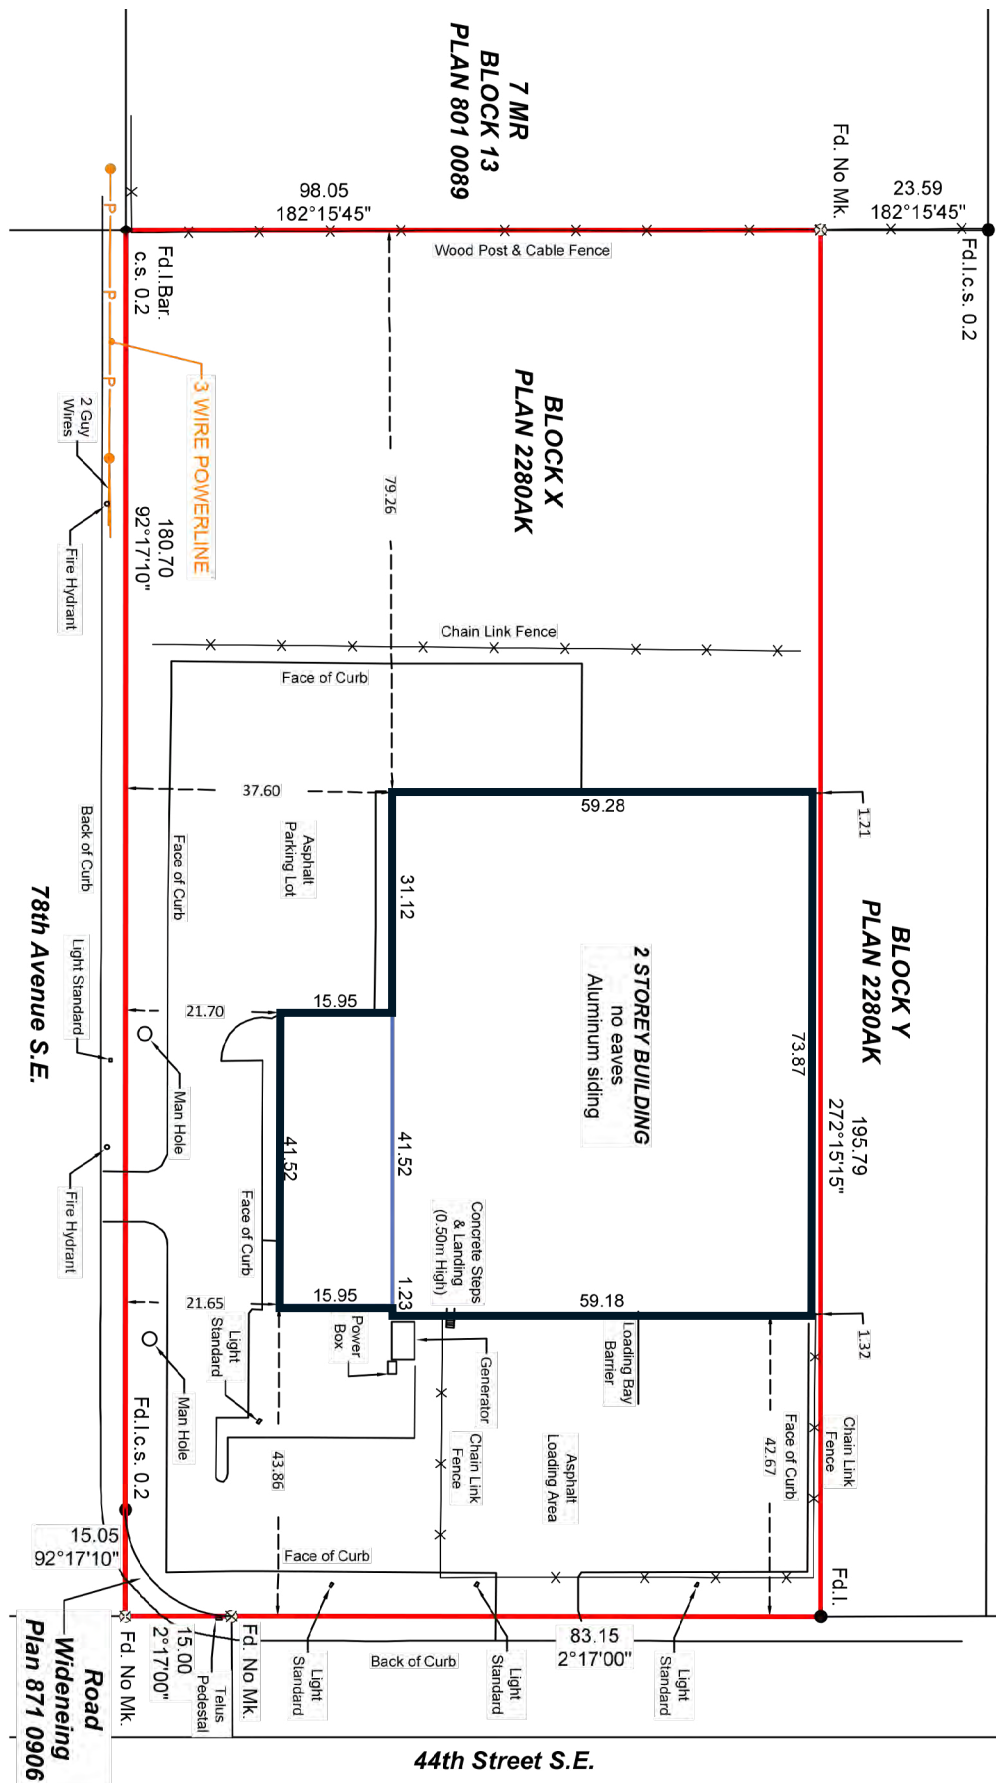 7 MR
BLOCK 13
PLAN 801 0089
98.05
182°15'45"
Fd. No Mk.
23.59
182°15'45"
Fd.I.c.s. 0.2
Wood Post & Cable Fence
Fd.I.Bar.
c.s. 0.2
P
P
P
3 WIRE POWERLINE
2 Guy
Wires
Fire Hydrant
180.70
92°17'10"
79.26
BLOCK X
PLAN 2280AK
Chain Link Fence
Face of Curb
37.60
59.28
1.21
Asphalt
Parking Lot
Face of Curb
Back of Curb
31.12
BLOCK Y
PLAN 2280AK
78th Avenue S.E.
Light Standard
21.70
15.95
2 STOREY BUILDING
no eaves
Aluminum siding
73.87
195.79
272°15'15"
Man Hole
Fire Hydrant
41.52
41.52
Face of Curb
Concrete Steps
& Landing
(0.50m High)
1.23
21.65
15.95
59.18
1.32
Light
Standard
Power
Box
Generator
Loading Bay
Barrier
Man Hole
Fd.I.c.s. 0.2
43.86
Chain Link
Fence
Asphalt
Loading Area
42.67
Face of Curb
Chain Link
Fence
15.05
92°17'10"
Face of Curb
Fd.I.
Road
Wideneing
Plan 871 0906
Fd. No Mk.
15.00
2°17'00"
Telus
Pedestal
Fd. No Mk.
Light
Standard
Back of Curb
Light
Standard
83.15
2°17'00"
Light
Standard
44th Street S.E.